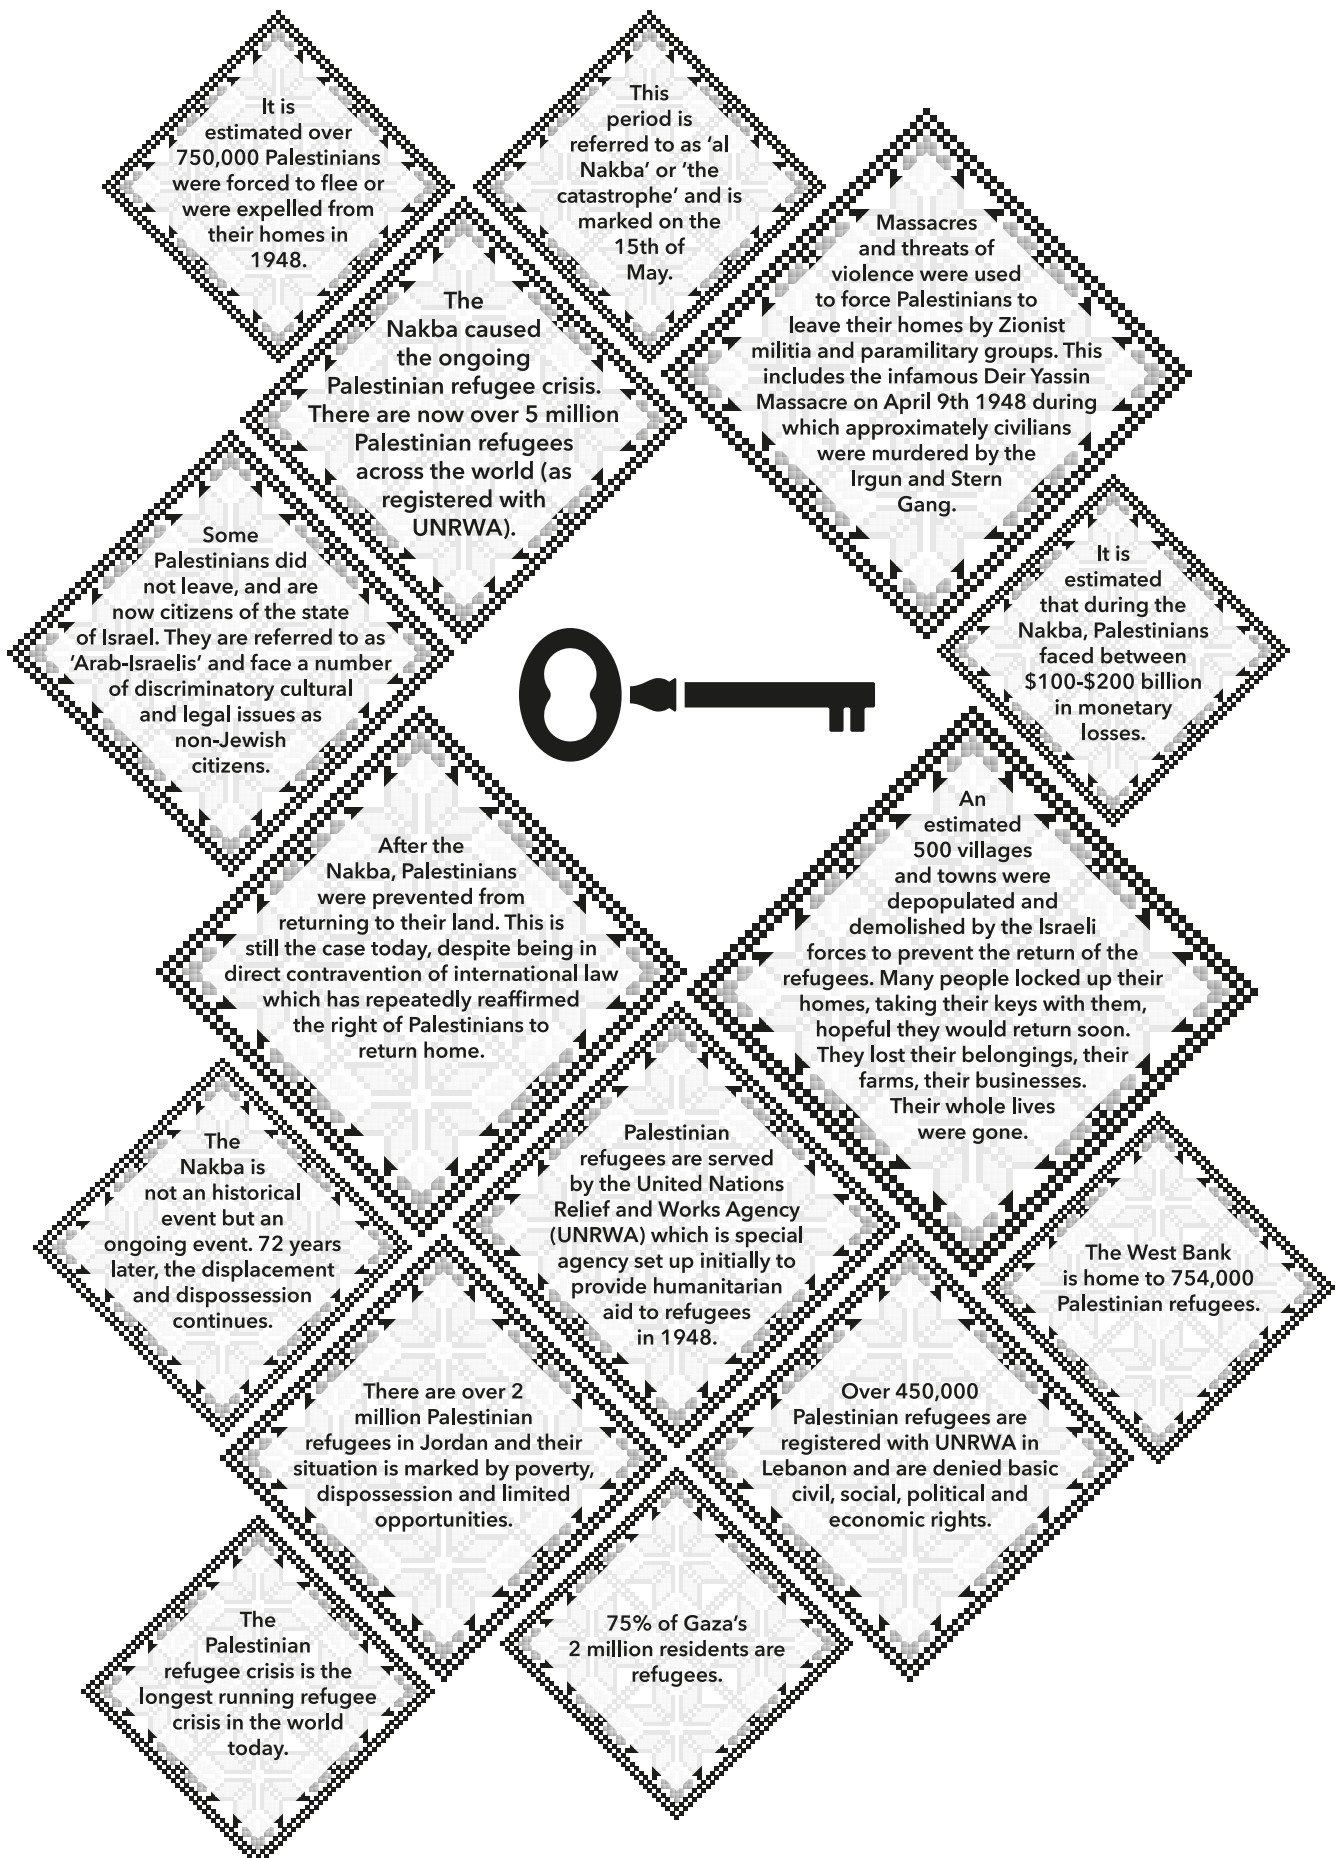 It is
estimated over
750,000 Palestinians
were forced to flee or
were expelled from
their homes in
1948.
This
period is
referred to as ‘al
Nakba’ or ‘the
catastrophe’ and is
marked on the
15th of
May.
Massacres
and threats of
violence were used
to force Palestinians to
leave their homes by Zionist
militia and paramilitary groups. This
includes the infamous Deir Yassin
Massacre on April 9th 1948 during
which approximately civilians
were murdered by the
Irgun and Stern
Gang.
The
Nakba caused
the ongoing
Palestinian refugee crisis.
There are now over 5 million
Palestinian refugees
across the world (as
registered with
UNRWA).
Some
Palestinians did
not leave, and are
now citizens of the state
of Israel. They are referred to as
‘Arab-Israelis’ and face a number
of discriminatory cultural
and legal issues as
non-Jewish
citizens.
It is
estimated
that during the
Nakba, Palestinians
faced between
$100-$200 billion
in monetary
losses.
After the
Nakba, Palestinians
were prevented from
returning to their land. This is
still the case today, despite being in
direct contravention of international law
which has repeatedly reaffirmed
the right of Palestinians to
return home.
An
estimated
500 villages
and towns were
depopulated and
demolished by the Israeli
forces to prevent the return of the
refugees. Many people locked up their
homes, taking their keys with them,
hopeful they would return soon.
They lost their belongings, their
farms, their businesses.
Their whole lives
were gone.
The
Nakba is
not an historical
event but an
ongoing event. 72 years
later, the displacement
and dispossession
continues.
Palestinian
refugees are served
by the United Nations
Relief and Works Agency
(UNRWA) which is special
agency set up initially to
provide humanitarian
aid to refugees
in 1948.
The West Bank
is home to 754,000
Palestinian refugees.
There are over 2
million Palestinian
refugees in Jordan and their
situation is marked by poverty,
dispossession and limited
opportunities.
Over 450,000
Palestinian refugees are
registered with UNRWA in
Lebanon and are denied basic
civil, social, political and
economic rights.
The
Palestinian
refugee crisis is the
longest running refugee
crisis in the world
today.
75% of Gaza’s
2 million residents are
refugees.